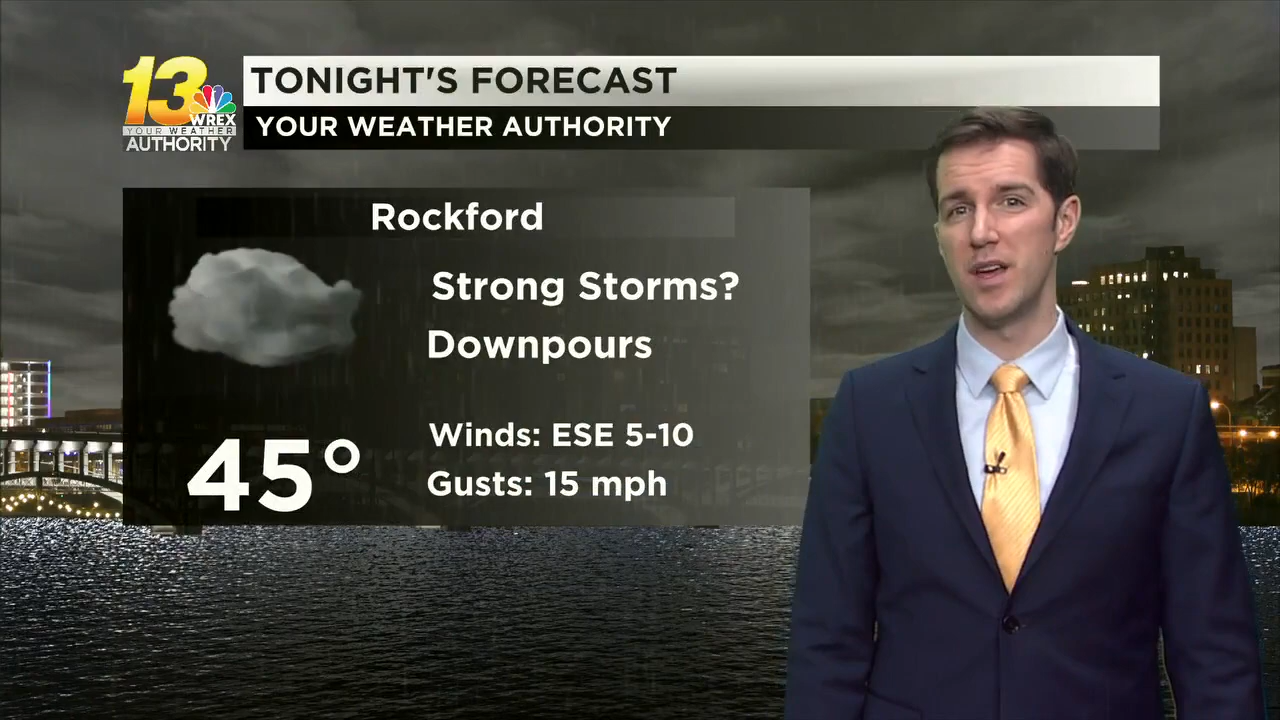 13
WREX
YOUR WEATHER
AUTHORITY
TONIGHT'S FORECAST
YOUR WEATHER AUTHORITY
Rockford
Strong Storms?
Downpours
45°
Winds: ESE 5-10
Gusts: 15 mph